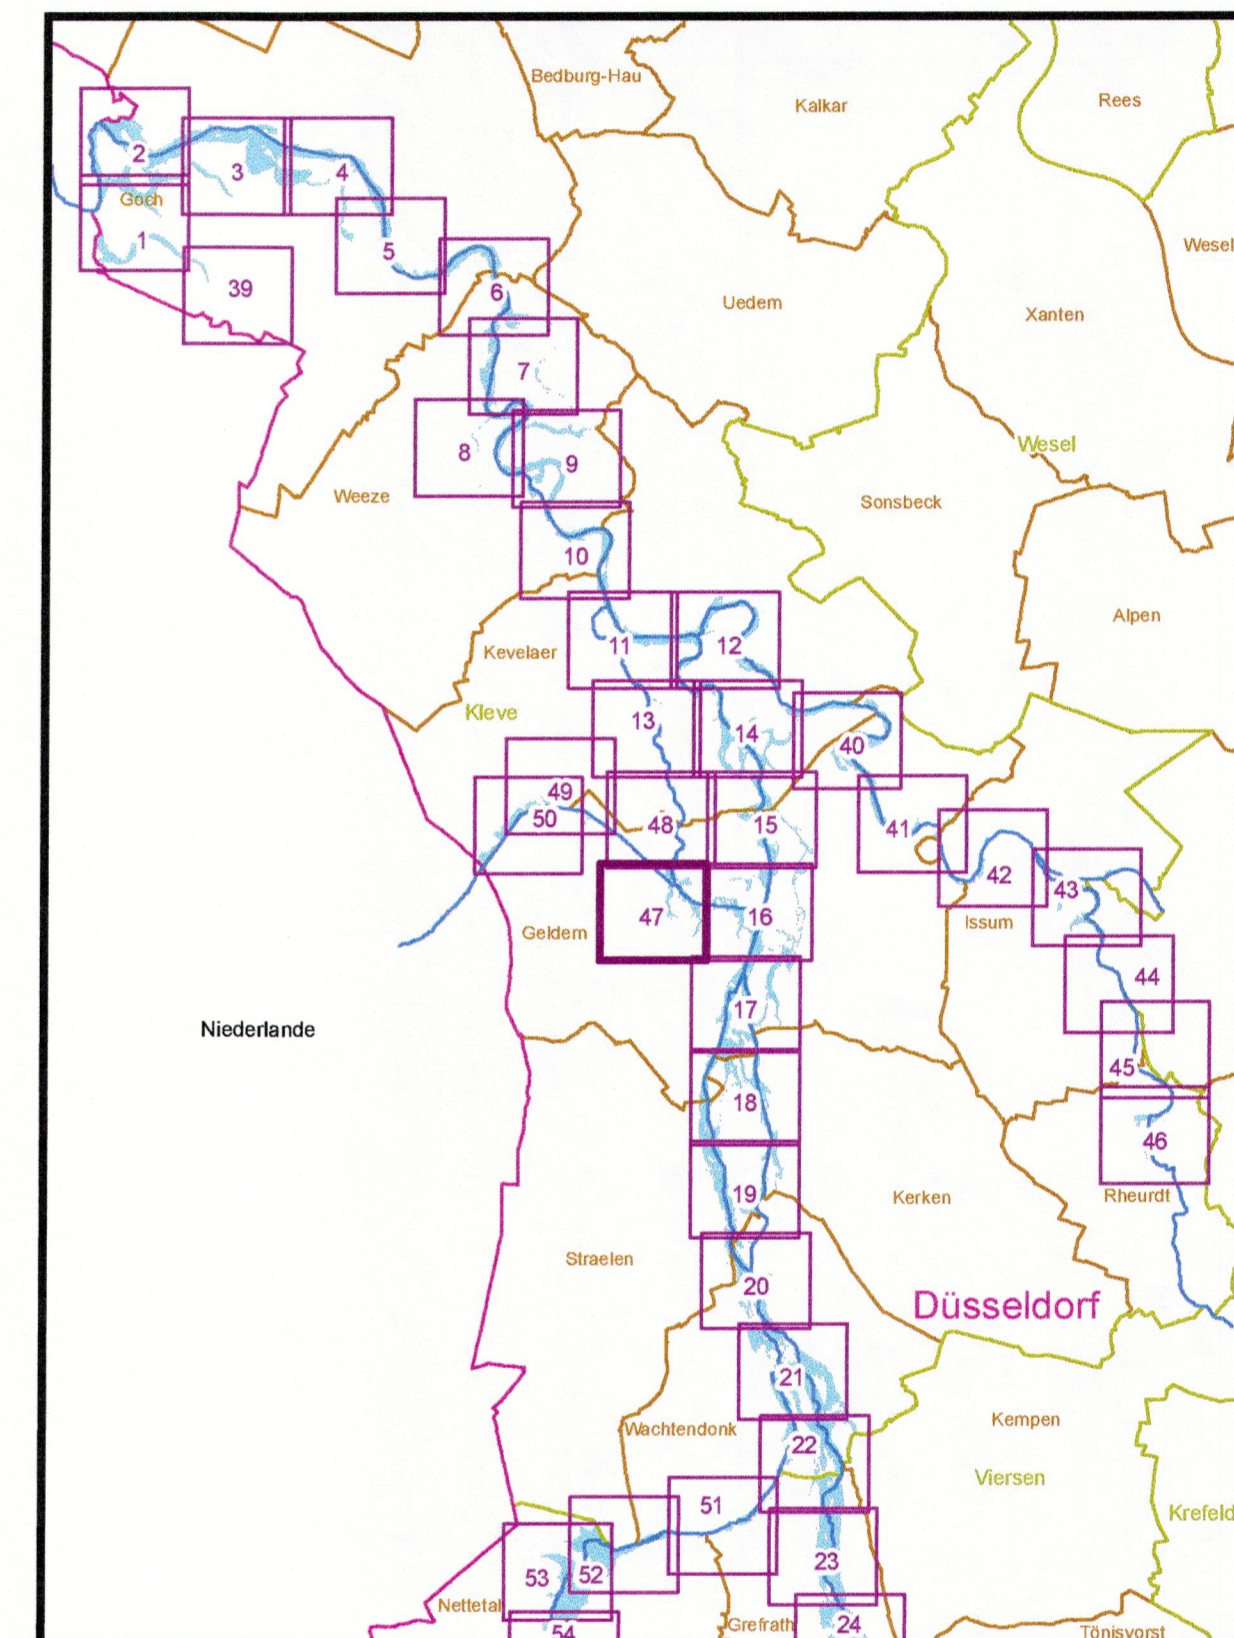 Bedburg-Hau
Kalkar
Rees
2
3
4
Goch
1
5
Wesel
39
6
Uedem
Xanten
7
Wesel
8
9
Weeze
Sonsbeck
10
Alpen
11
12
Kevelaer
Kleve
13
14
40
49
50
48
15
41
42
43
47
16
Issum
Geldern
44
17
Niederlande
45
18
46
19
Kerken
Rheurdt
Straelen
20
Düsseldorf
21
Kempen
Wachtendonk
22
Viersen
51
Krefeld
23
53
52
Nettetal
24
54
Grefrath
Tönisvorst